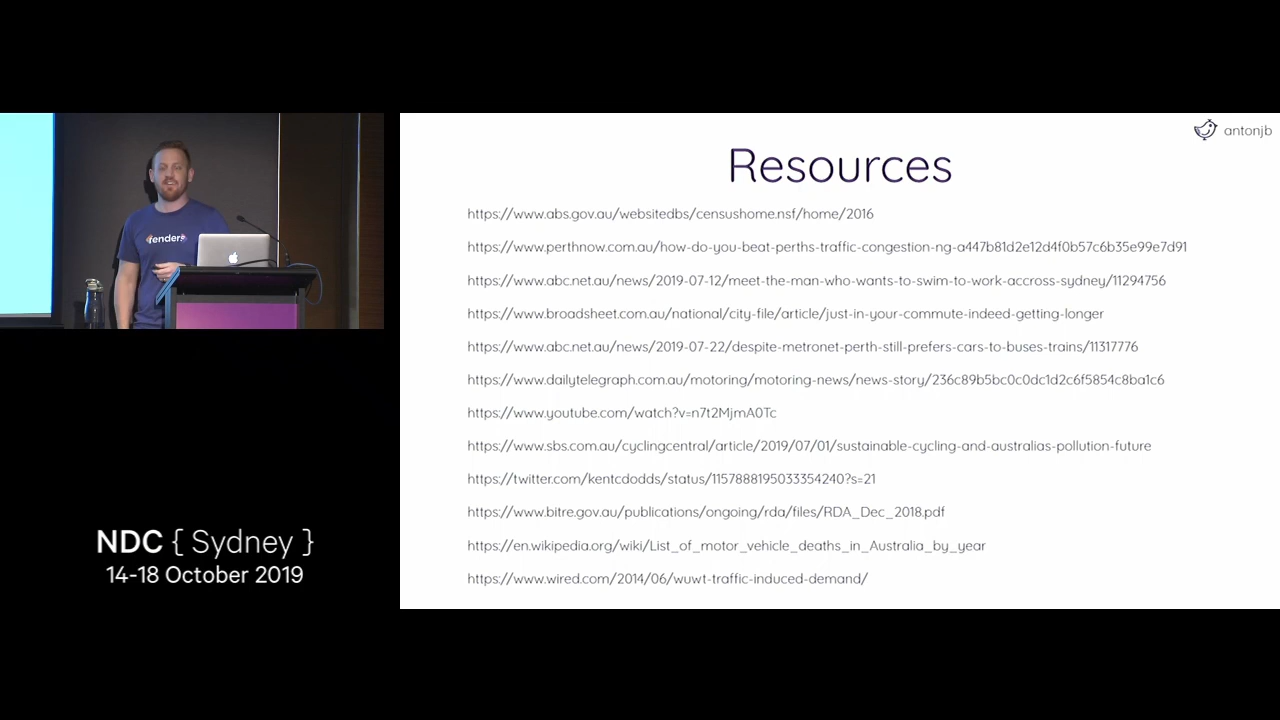 antonjb
Resources
https://www.abs.gov.au/websitedbs/censushome.nsf/home/2016
https://www.perthnow.com.au/how-do-you-beat-perths-traffic-congestion-ng-a447b81d2e12d4f0b57c6b35e99e7d91
https://www.abc.net.au/news/2019-07-12/meet-the-man-who-wants-to-swim-to-work-accross-sydney/11294756
https://www.broadsheet.com.au/national/city-file/article/just-in-your-commute-indeed-getting-longer
https://www.abc.net.au/news/2019-07-22/despite-metronet-perth-still-prefers-cars-to-buses-trains/11317776
https://www.dailytelegraph.com.au/motoring/motoring-news/news-story/236c89b5bc0c0dc1d2c6f5854c8ba1c6
https://www.youtube.com/watch?v=n7t2MjmA0Tc
https://www.sbs.com.au/cyclingcentral/article/2019/07/01/sustainable-cycling-and-australias-pollution-future
https://twitter.com/kentcdodds/status/1157888195033354240?s=21
https://www.bitre.gov.au/publications/ongoing/rda/files/RDA_Dec_2018.pdf
https://en.wikipedia.org/wiki/List_of_motor_vehicle_deaths_in_Australia_by_year
https://www.wired.com/2014/06/wuwt-traffic-induced-demand/
NDC { Sydney }
14-18 October 2019